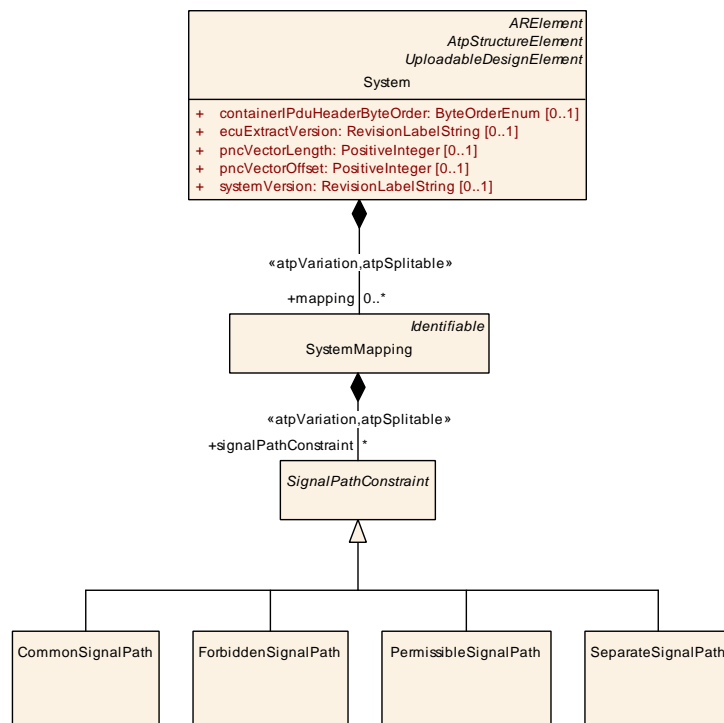 ARElement
AtpStructureElement
UploadableDesignElement
System
+ containerIPduHeaderByteOrder: ByteOrderEnum [0..1]
+ ecuExtractVersion: RevisionLabelString [0..1]
+ pncVectorLength: PositiveInteger [0..1]
+ pncVectorOffset: PositiveInteger [0..1]
+ systemVersion: RevisionLabelString [0..1]
«atpVariation,atpSplitable»
+mapping 0..*
Identifiable
SystemMapping
«atpVariation,atpSplitable»
+signalPathConstraint *
SignalPathConstraint
CommonSignalPath ForbiddenSignalPath PermissibleSignalPath SeparateSignalPath